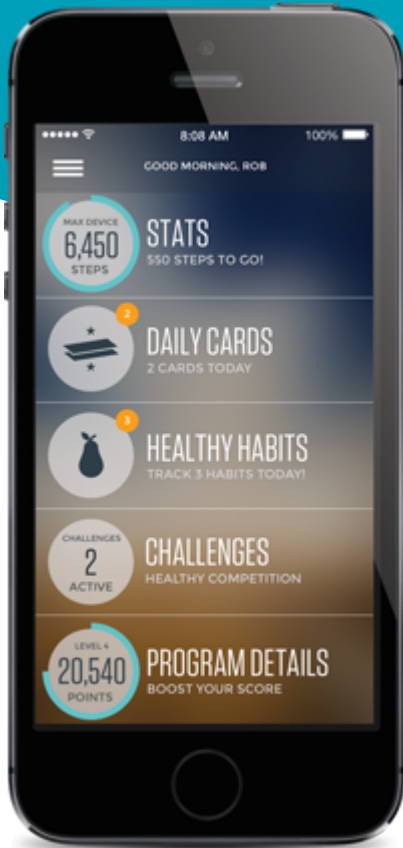 8:08 AM
100%
GOOD MORNING, ROB
MAX DEVICE
6,450
STEPS
STATS
550 STEPS TO GO!
2
DAILY CARDS
2 CARDS TODAY
3
HEALTHY HABITS
TRACK 3 HABITS TODAY!
CHALLENGES
2
ACTIVE
CHALLENGES
HEALTHY COMPETITION
LEVEL 4
20,540
POINTS
PROGRAM DETAILS
BOOST YOUR SCORE